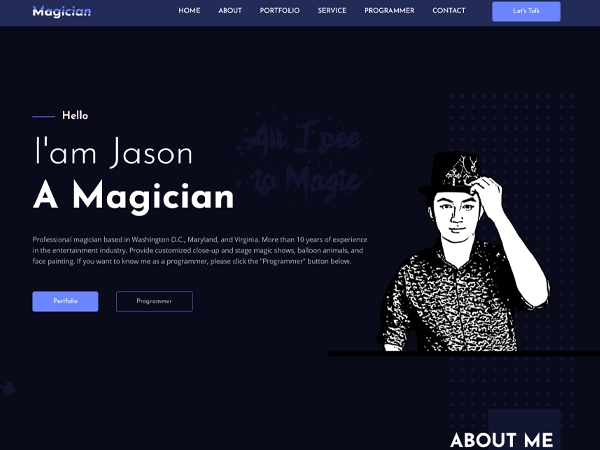 Magician
HOME ABOUT PORTFOLIO SERVICE PROGRAMMER CONTACT Let's Talk
Hello
I'am Jason
A Magician
All I see
is Magic
Professional magician based in Washington D.C., Maryland, and Virginia. More than 10 years of experience
in the entertainment industry. Provide customized close-up and stage magic shows, balloon animals, and
face painting. If you want to know me as a programmer, please click the "Programmer" button below.
Portfolio Programmer
ABOUT ME